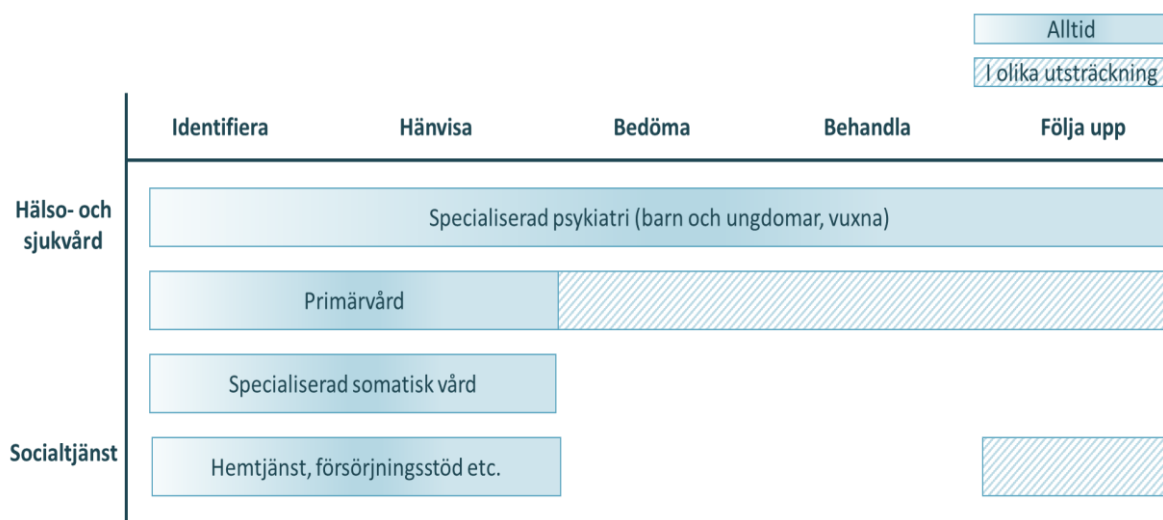 Alltid
I olika utsträckning
Identifiera Hänvisa Bedöma Behandla Följa upp
Hälso- och
sjukvård
Specialiserad psykiatri (barn och ungdomar, vuxna)
Primärvård
Specialiserad somatisk vård
Socialtjänst
Hemtjänst, försörjningsstöd etc.